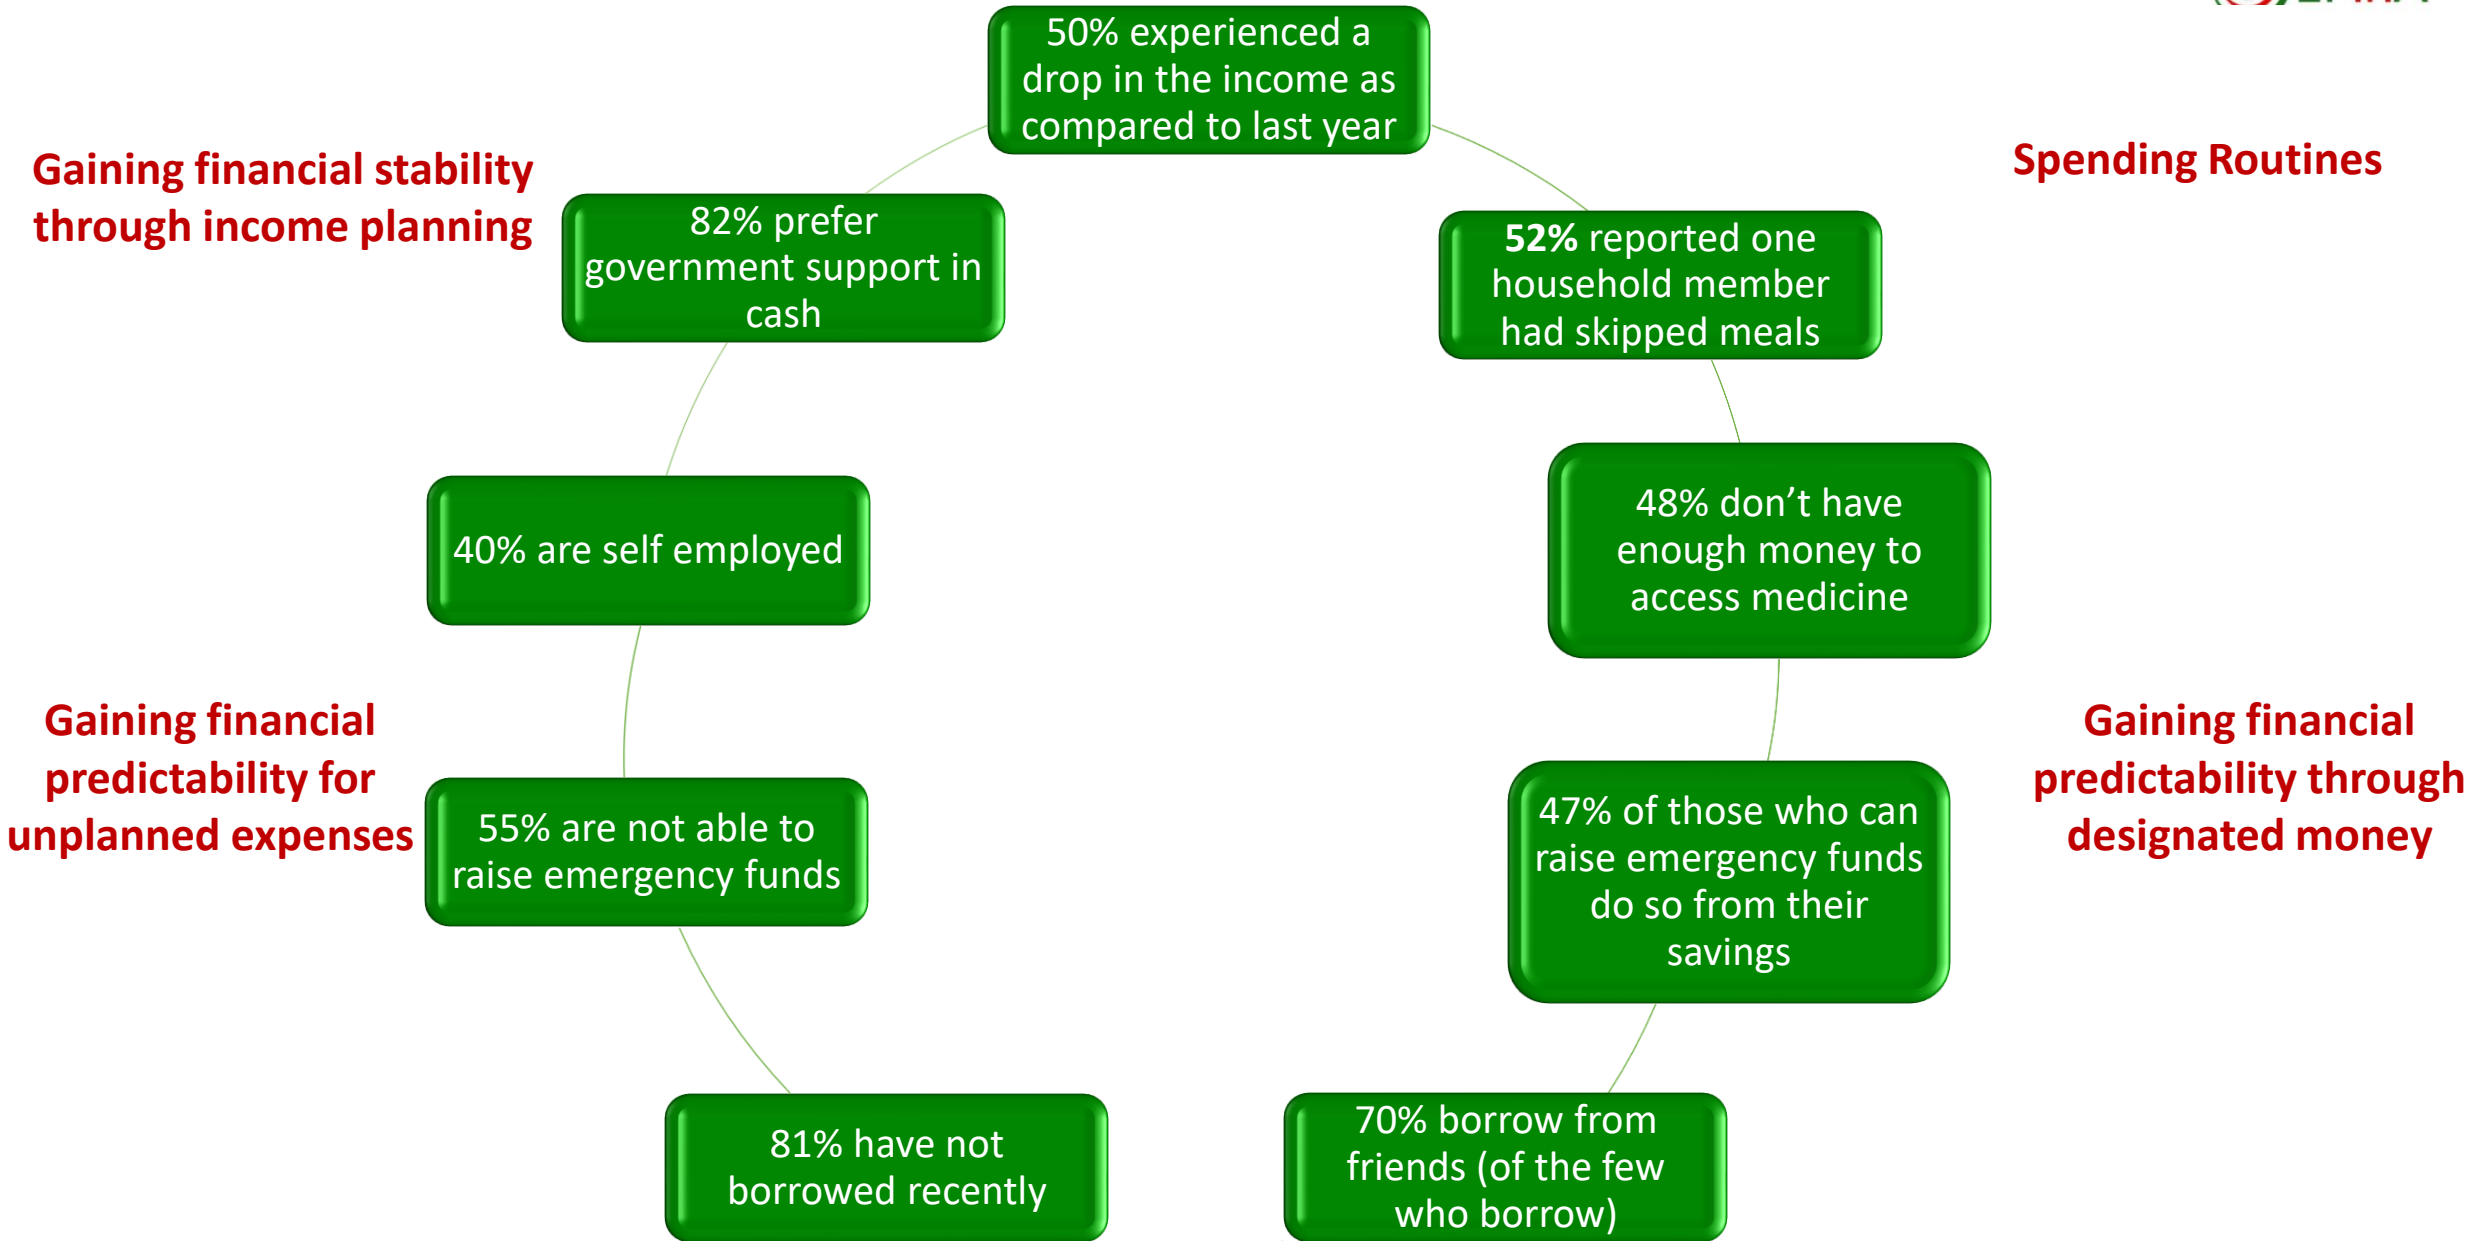 50% experienced a
drop in the income as
compared to last year
Gaining financial stability
through income planning
Spending Routines
82% prefer
government support in
cash
52% reported one
household member
had skipped meals
40% are self employed
48% don’t have
enough money to
access medicine
Gaining financial
predictability for
unplanned expenses
55% are not able to
raise emergency funds
47% of those who can
raise emergency funds
do so from their
savings
Gaining financial
predictability through
designated money
81% have not
borrowed recently
70% borrow from
friends (of the few
who borrow)